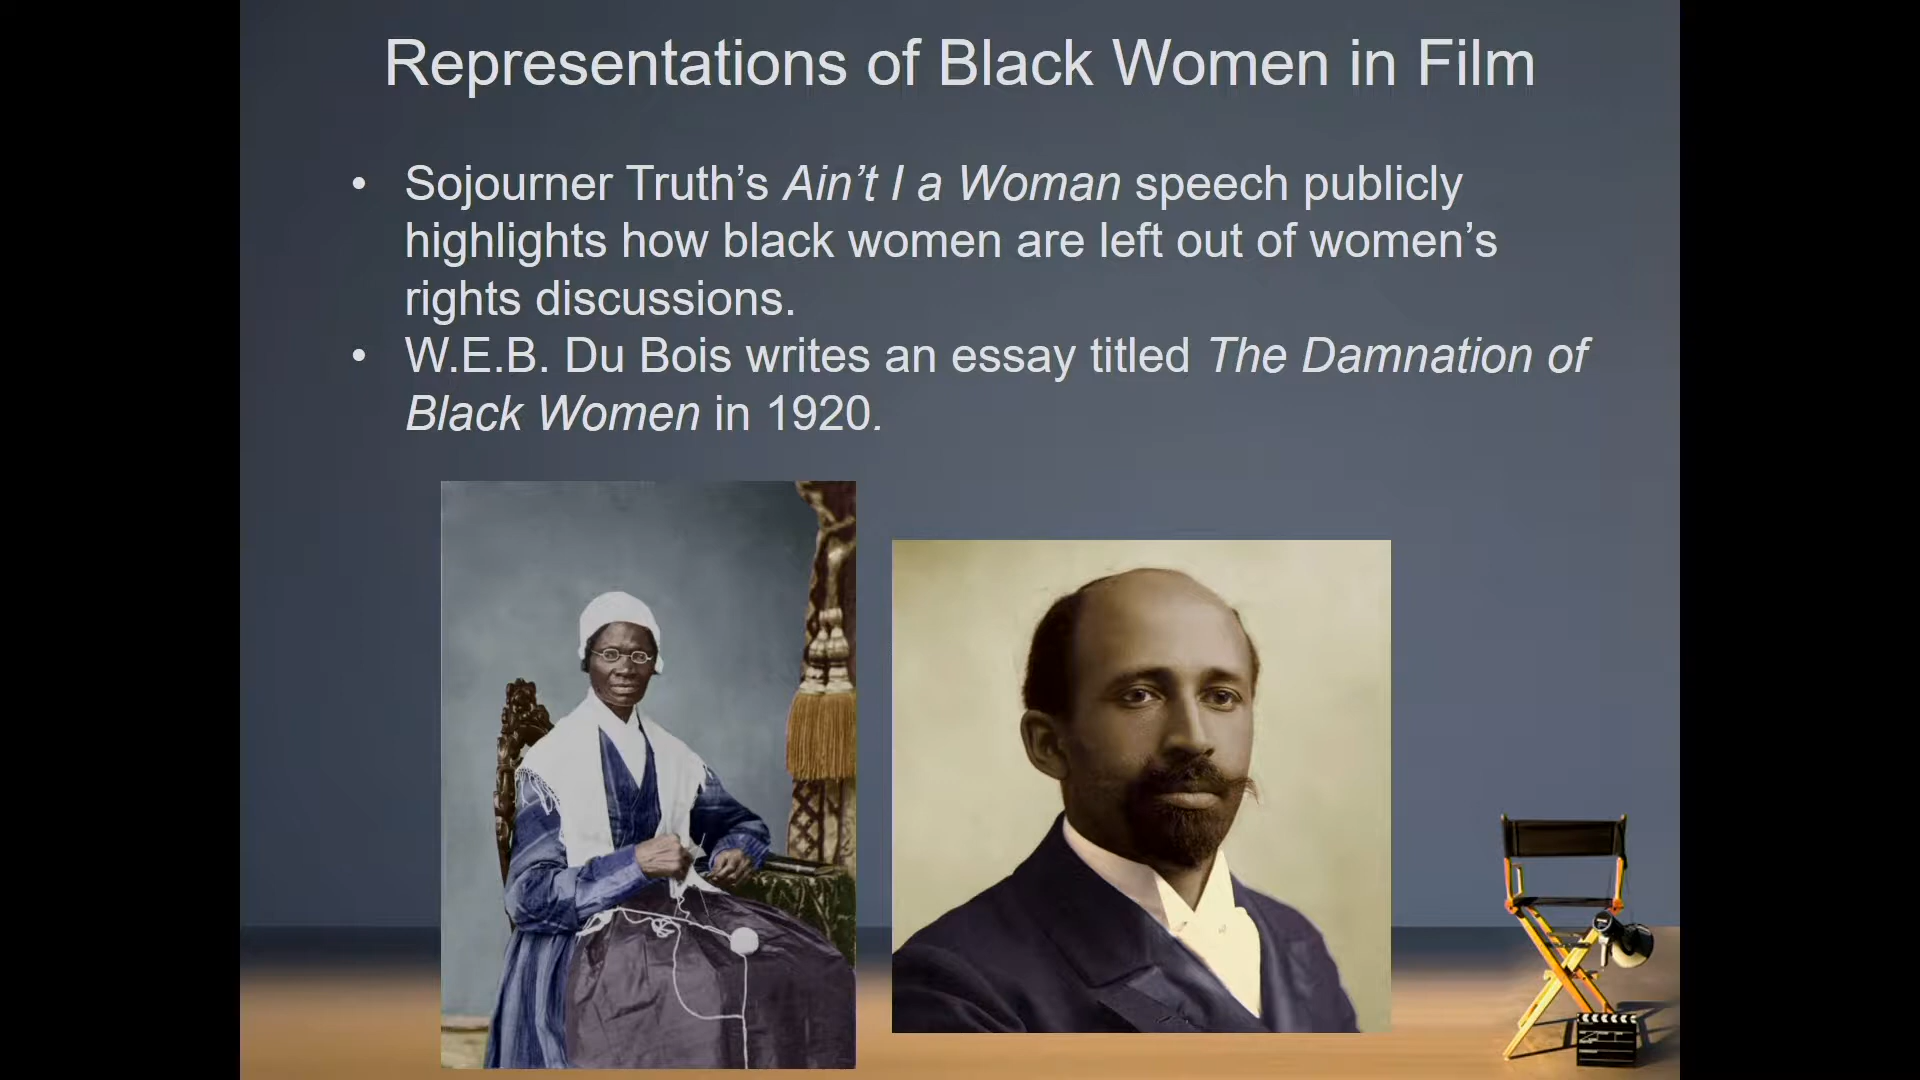 Representations of Black Women in Film
• Sojourner Truth’s Ain’t I a Woman speech publicly
highlights how black women are left out of women’s
rights discussions.
• W.E.B. Du Bois writes an essay titled The Damnation of
Black Women in 1920.